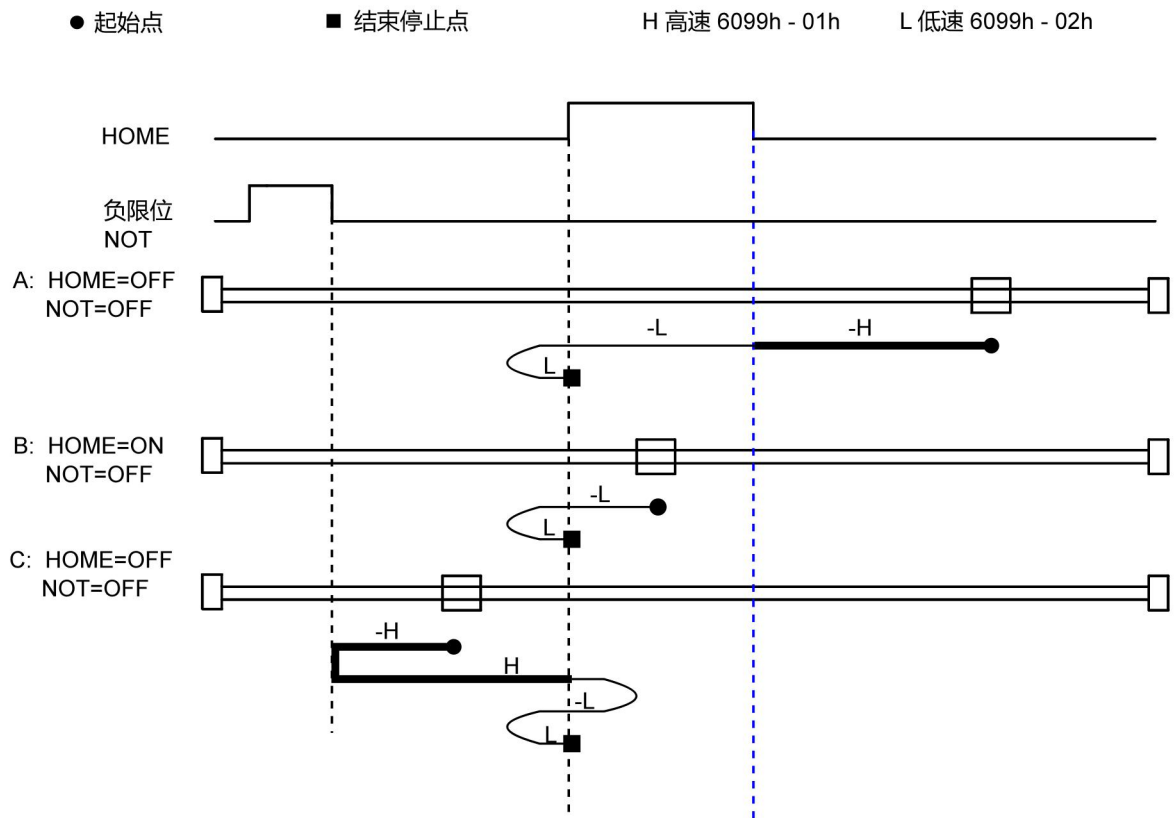 ● 起始点 ■ 结束停止点 H 高速 6099h - 01h L 低速 6099h - 02h
HOME
负限位
NOT
A: HOME=OFF
NOT=OFF
-L -H
L
B: HOME=ON
NOT=OFF
-L
L
C: HOME=OFF
NOT=OFF
-H
H
-L
L